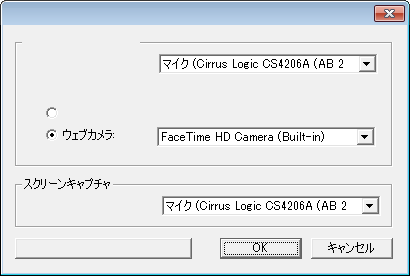 マイク (Cirrus Logic CS4206A (AB 2
ウェブカメラ:
FaceTime HD Camera (Built-in)
スクリーンキャプチャ
マイク (Cirrus Logic CS4206A (AB 2
OK
キャンセル